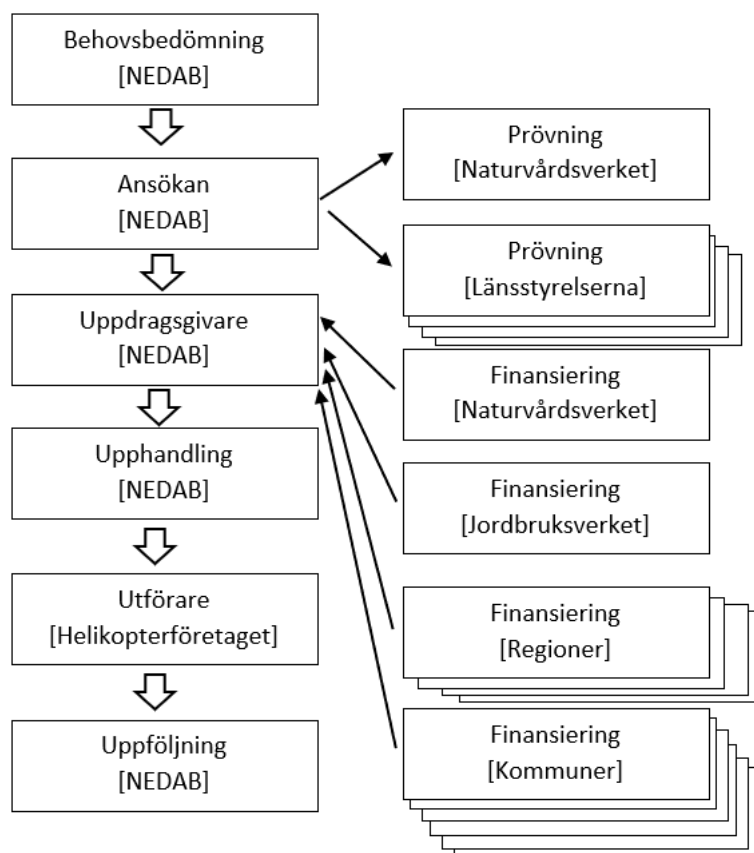 Behovsbedömning
[NEDAB]
Ansökan
[NEDAB]
Uppdragsgivare
[NEDAB]
Upphandling
[NEDAB]
Utförare
[Helikopterföretaget]
Uppföljning
[NEDAB]
Prövning
[Naturvårdsverket]
Prövning
[Länsstyrelserna]
Finansiering
[Naturvårdsverket]
Finansiering
[Jordbruksverket]
Finansiering
[Regioner]
Finansiering
[Kommuner]